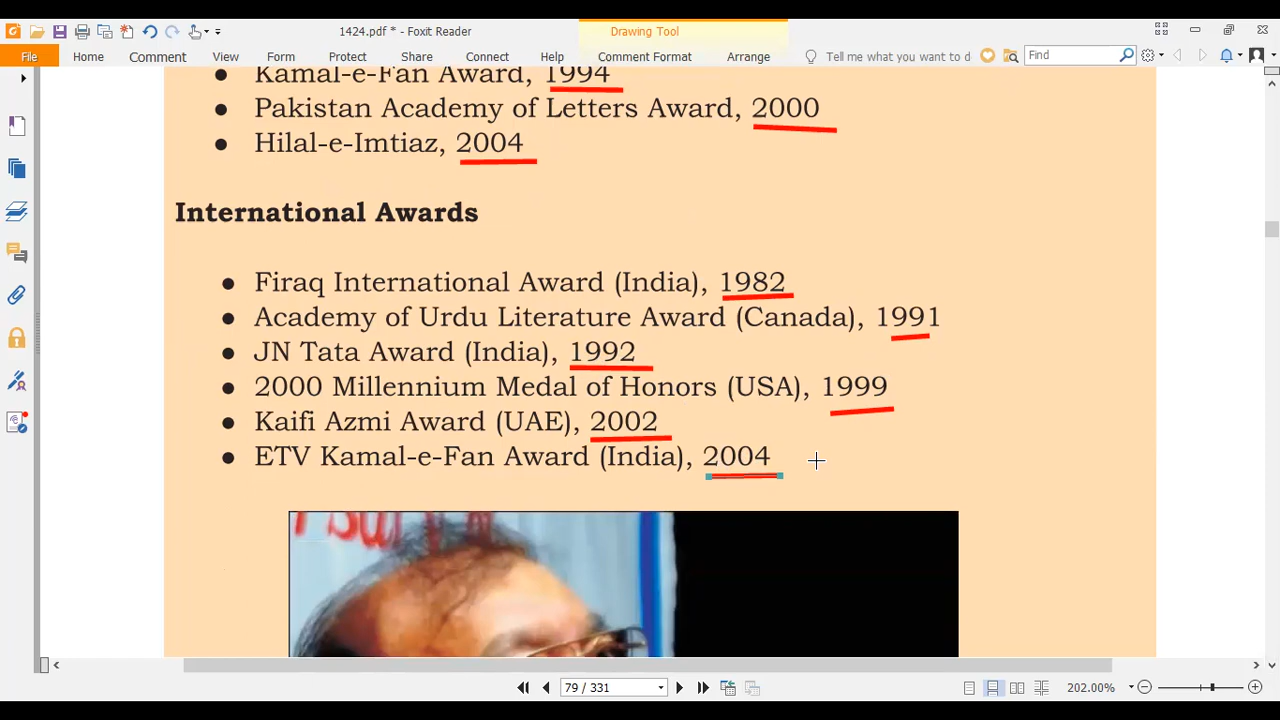 1424.pdf * - Foxit Reader
Drawing Tool
File Home Comment View Form Protect Share Connect Help Comment Format Arrange
Tell me what you want to d
Find
Kamal-e-Fan Award, 1994
Pakistan Academy of Letters Award, 2000
Hilal-e-Imtiaz, 2004
International Awards
Firaq International Award (India), 1982
Academy of Urdu Literature Award (Canada), 1991
JN Tata Award (India), 1992
2000 Millennium Medal of Honors (USA), 1999
Kaifi Azmi Award (UAE), 2002
ETV Kamal-e-Fan Award (India), 2004
79 / 331
202.00%